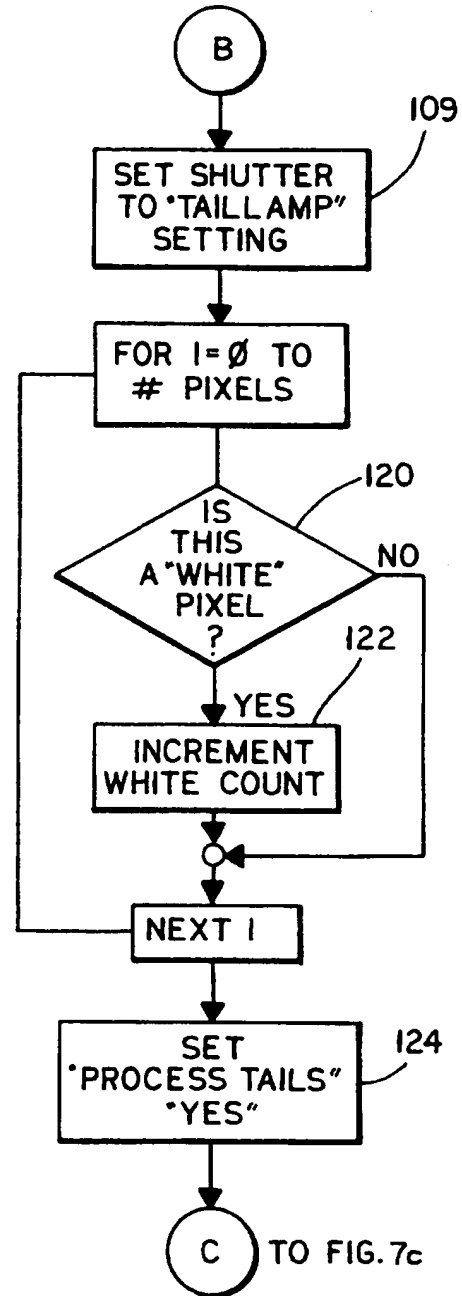 B
109
SET SHUTTER
TO "TAILLAMP"
SETTING
FOR I=Ø TO
# PIXELS
120
IS
THIS
A "WHITE"
PIXEL
?
NO
122
YES
INCREMENT
WHITE COUNT
NEXT I
SET
"PROCESS TAILS"
"YES"
124
C
TO FIG. 7c